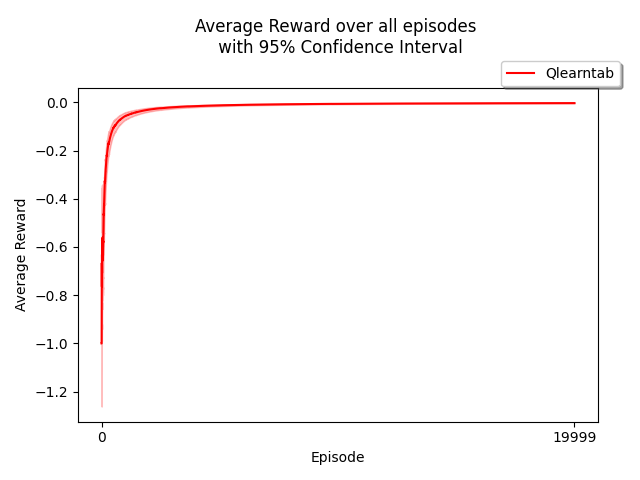 Average Reward over all episodes
with 95% Confidence Interval
Qlearntab
0.0
−0.2
−0.4
−0.6
−0.8
−1.0
−1.2
Average Reward
0
19999
Episode